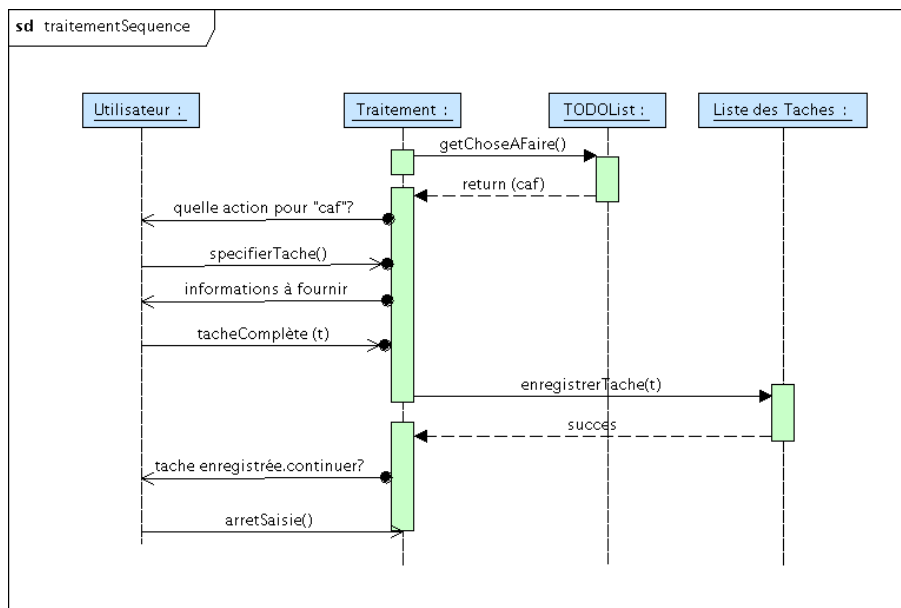 sd traitementSequence
Utilisateur :
Traitement :
TODOList :
Liste des Taches :
getChoseAFaire()
return (caf)
quelle action pour "caf"?
specifierTache()
informations à fournir
tacheComplète (t)
enregistrerTache(t)
succes
tache enregistrée.continuer?
arretSaisie()